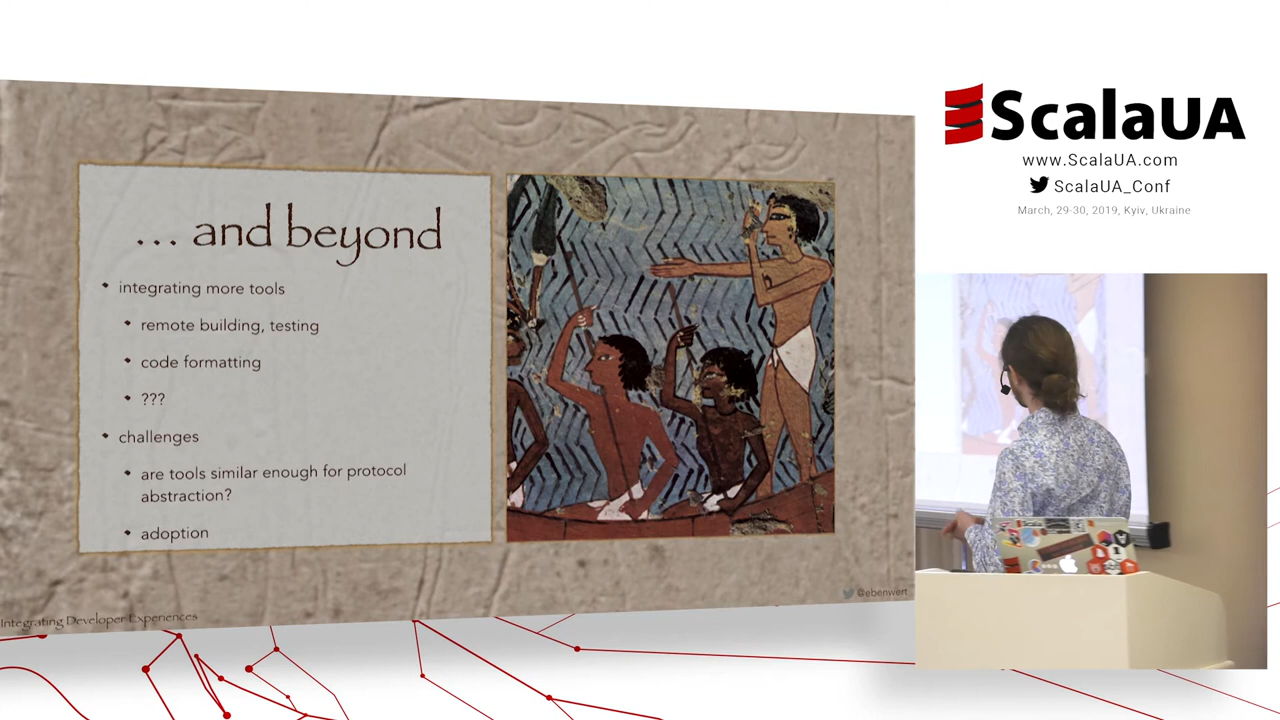 ... and beyond
integrating more tools
remote building, testing
code formatting
???
challenges
are tools similar enough for protocol
abstraction?
adoption
@ebenwert
Integrating Developer Experiences
ScalaUA
www.ScalaUA.com
ScalaUA_Conf
March, 29-30, 2019, Kyiv, Ukraine